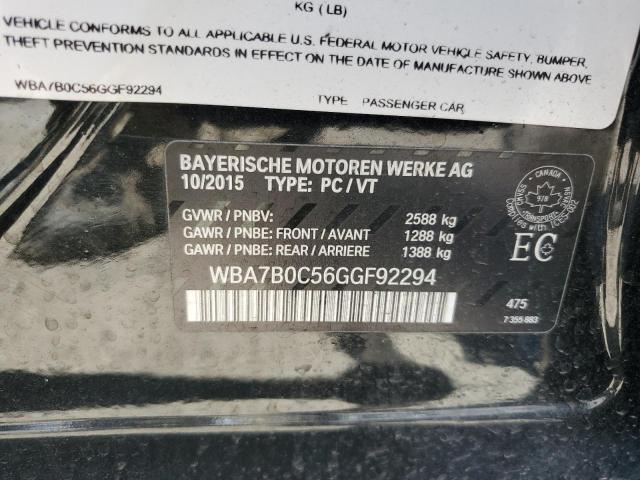 KG (LB)
VEHICLE CONFORMS TO ALL APPLICABLE U.S. FEDERAL MOTOR VEHICLE SAFETY, BUMPER,
THEFT PREVENTION STANDARDS IN EFFECT ON THE DATE OF MANUFACTURE SHOWN ABOVE
WBA7B0C56GGF92294
TYPE PASSENGER CAR
BAYERISCHE MOTOREN WERKE AG
10/2015 TYPE: PC / VT
GVWR / PNBV: 2588 kg
GAWR / PNBE: FRONT / AVANT 1288 kg
GAWR / PNBE: REAR / ARRIERE 1388 kg
WBA7B0C56GGF92294
CANADA
978
TRANSPORT
EC
475
7 355 883